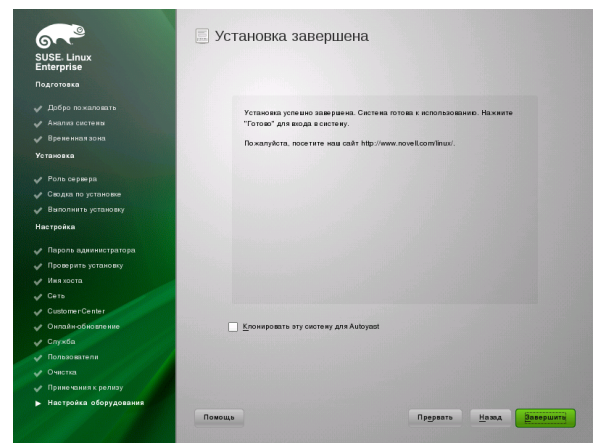 SUSE. Linux
Enterprise
Подготовка
Добро пожаловать
Анализ системы
Временная зона
Установка
Роль сервера
Сводка по установке
Выполнить установку
Настройка
Пароль администратора
Проверить установку
Имя хоста
Сеть
Customer Center
Онлайн-обновление
Служба
Пользователи
Очистка
Примечания к релизу
Настройка оборудования
Установка завершена
Установка успешно завершена. Система готова к использованию. Нажмите
"Готово" для входа в систему.
Пожалуйста, посетите наш сайт http://www.novell.com/linux/.
Клонировать эту систему для Autoyast
Помощь
Прервать
Назад
Завершить